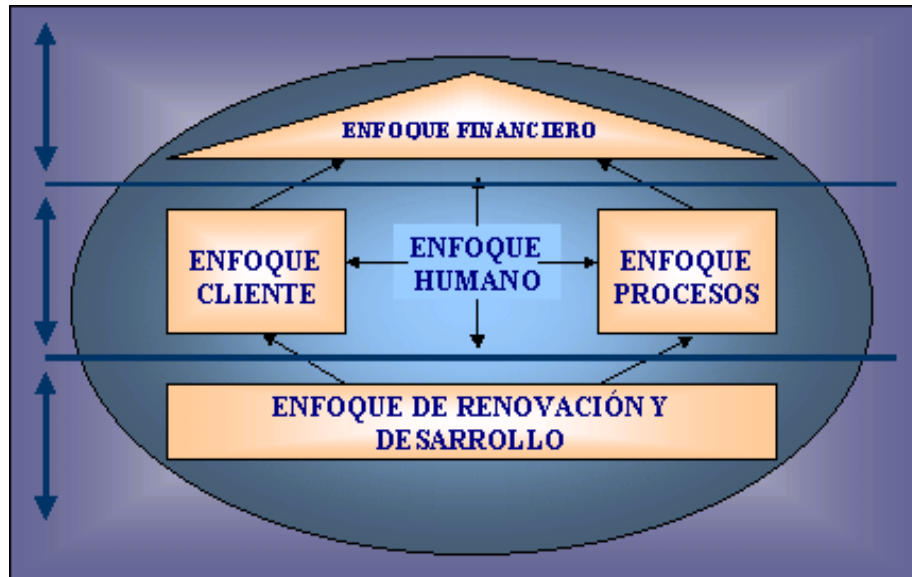 ENFOQUE FINANCIERO
ENFOQUE
CLIENTE
ENFOQUE
HUMANO
ENFOQUE
PROCESOS
ENFOQUE DE RENOVACIÓN Y
DESARROLLO